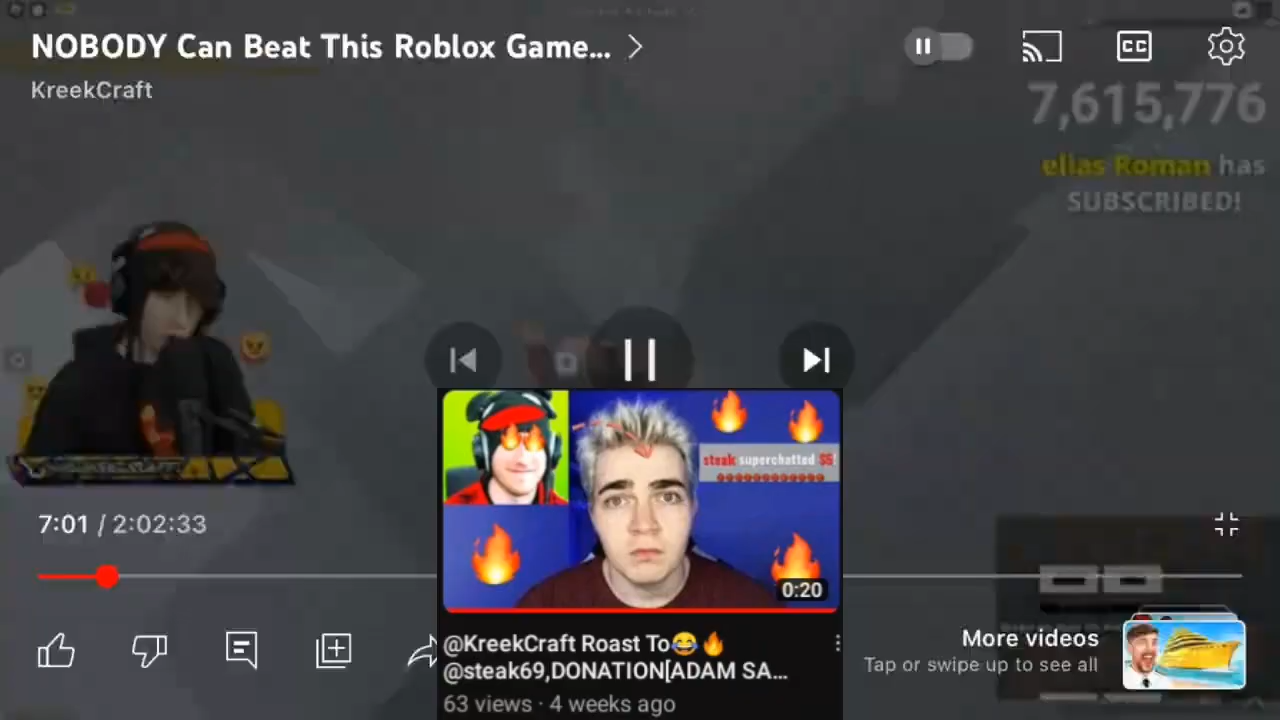 NOBODY Can Beat This Roblox Game...
KreekCraft
CC
7,615,776
elias Roman has
SUBSCRIBED!
steak superchatted $5!
7:01 / 2:02:33
0:20
@KreekCraft Roast To😂🔥
@steak69,DONATION[ADAM SA...
63 views · 4 weeks ago
More videos
Tap or swipe up to see all